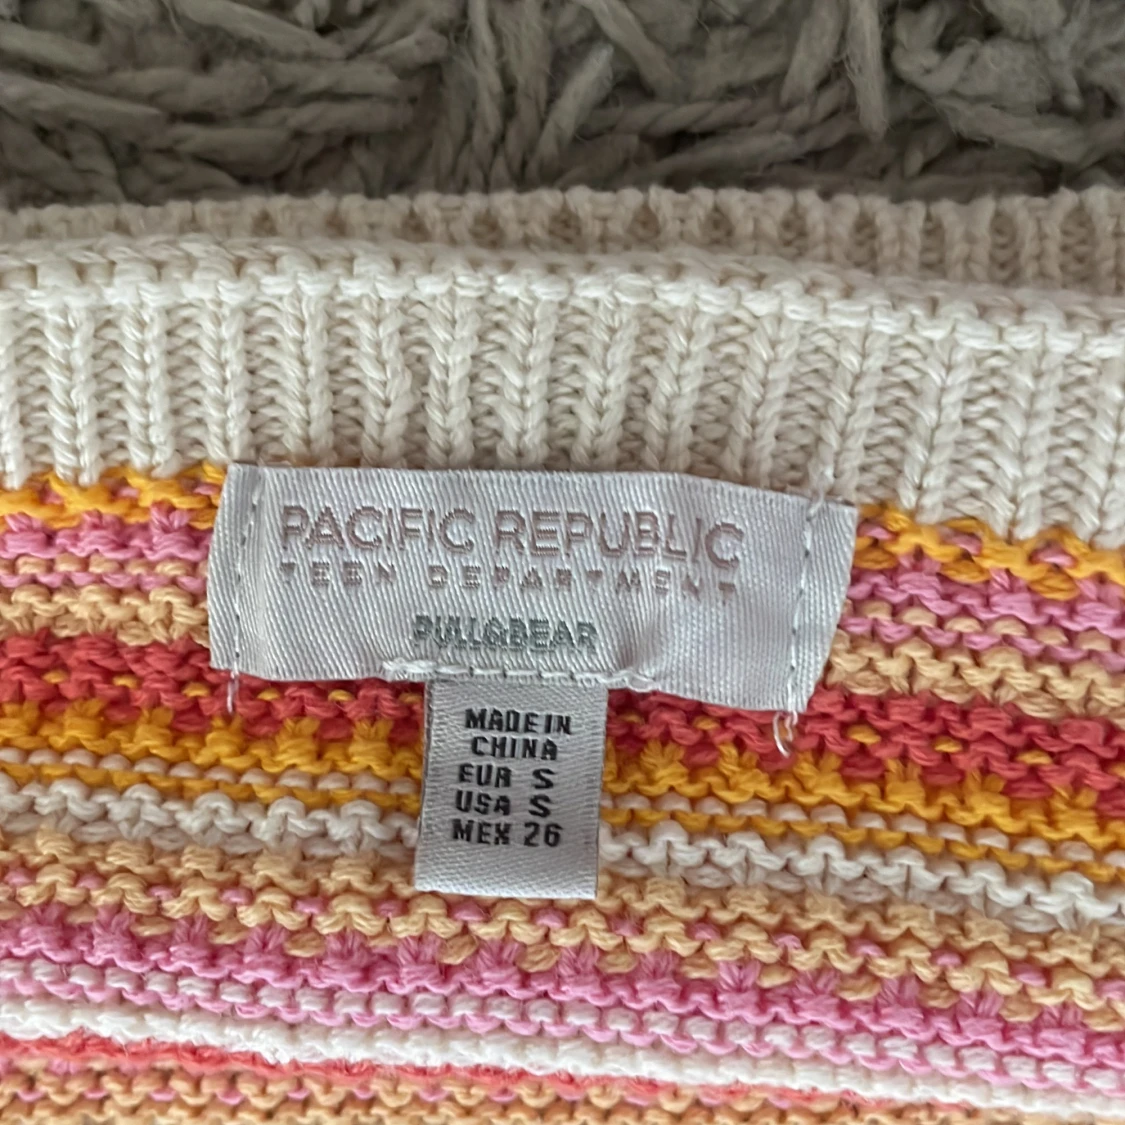 PACIFIC REPUBLIC
TEEN DEPARTMENT
PULL&BEAR
MADE IN
CHINA
EUR S
USA S
MEX 26